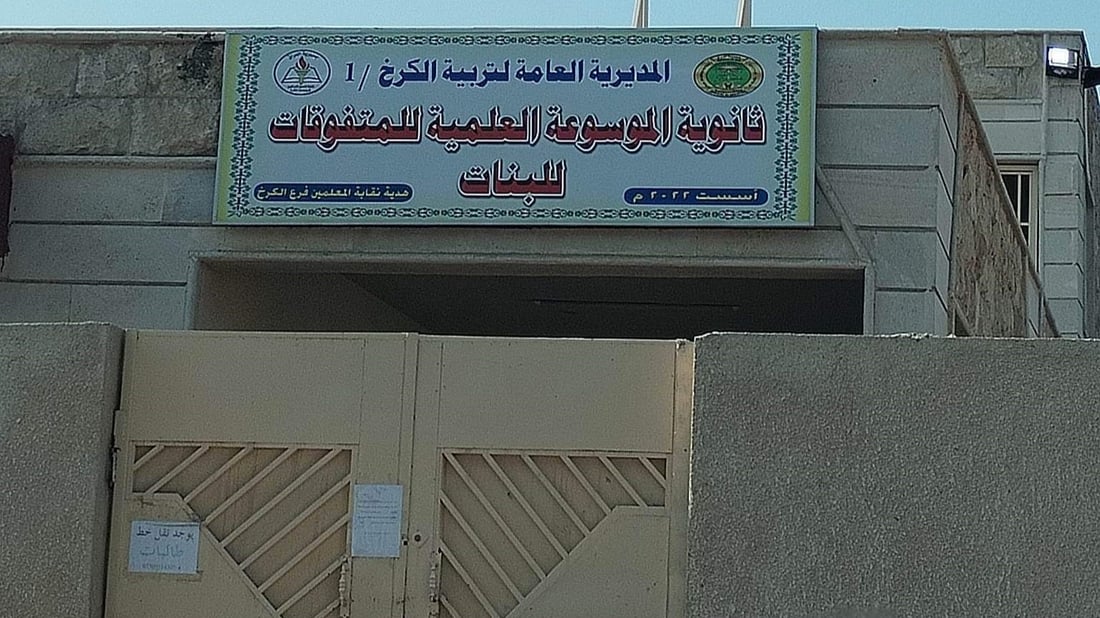 المديرية العامة لتربية الكرخ /1
ثانوية الموسوعة العلمية للمتفوقات
للبنات
أسست ٢٠٢٢ م
هدية نقابة المعلمين فرع الكرخ
يوجد نقل خط
طالبات